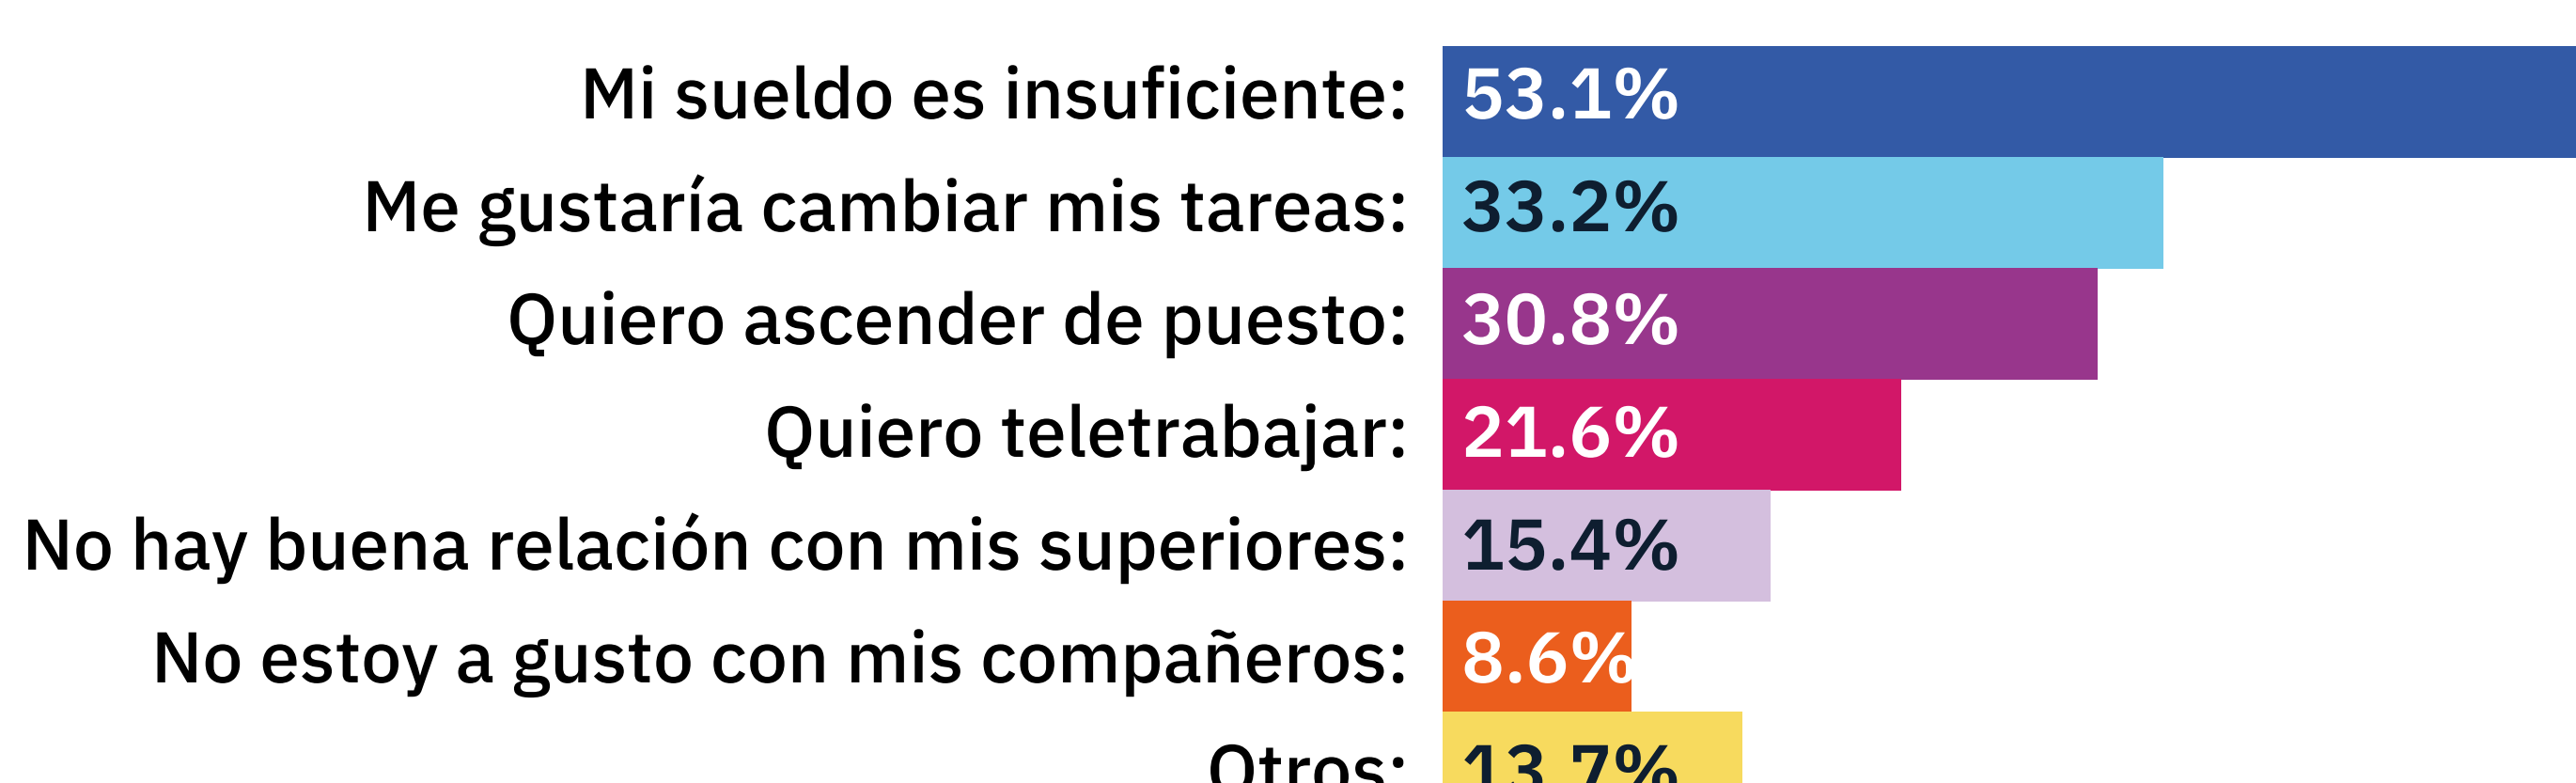 Mi sueldo es insuficiente: 53.1%
Me gustaría cambiar mis tareas: 33.2%
Quiero ascender de puesto: 30.8%
Quiero teletrabajar: 21.6%
No hay buena relación con mis superiores: 15.4%
No estoy a gusto con mis compañeros: 8.6%
Otros: 13.7%